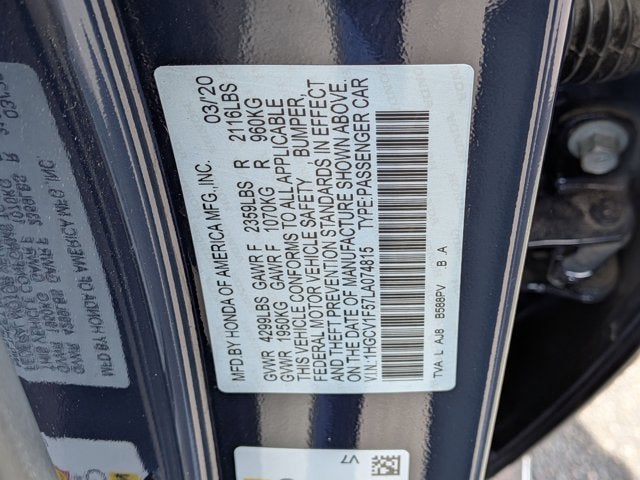 MFD.BY HONDA OF AMERICA MFG.,INC. 03/20
GVWR 4299LBS GAWR F 2359LBS R 2116LBS
GVWR 1950KG GAWR F 1070KG R 960KG
THIS VEHICLE CONFORMS TO ALL APPLICABLE
FEDERAL MOTOR VEHICLE SAFETY, BUMPER,
AND THEFT PREVENTION STANDARDS IN EFFECT
ON THE DATE OF MANUFACTURE SHOWN ABOVE.
V.I.N.:1HGCV1F57LA074815 TYPE:PASSENGER CAR
TVA L AJ8 B588PV B A
V7